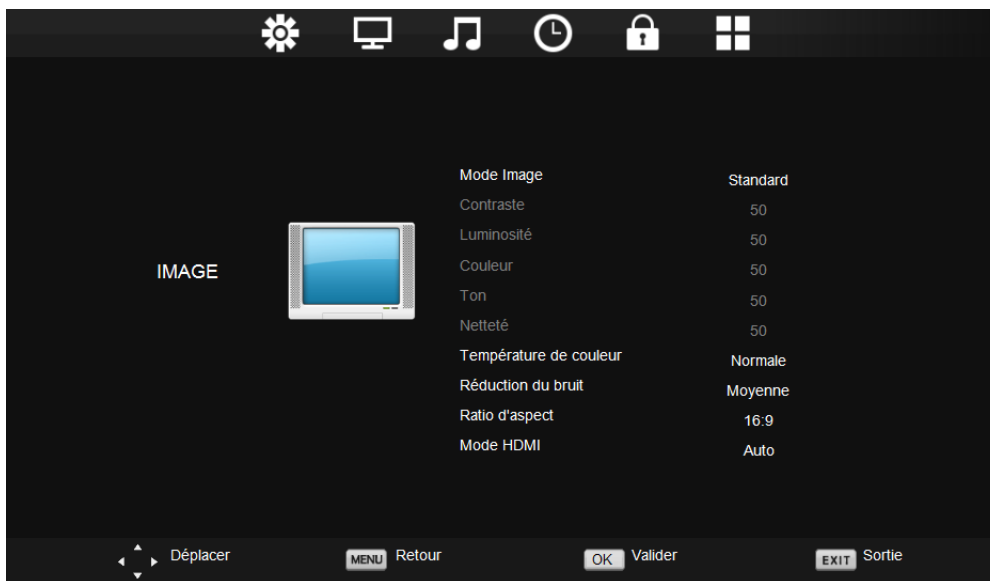 Mode Image Standard
Contraste 50
Luminosité 50
Couleur 50
IMAGE
Ton 50
Netteté 50
Température de couleur Normale
Réduction du bruit Moyenne
Ratio d'aspect 16:9
Mode HDMI Auto
Déplacer MENU Retour OK Valider EXIT Sortie